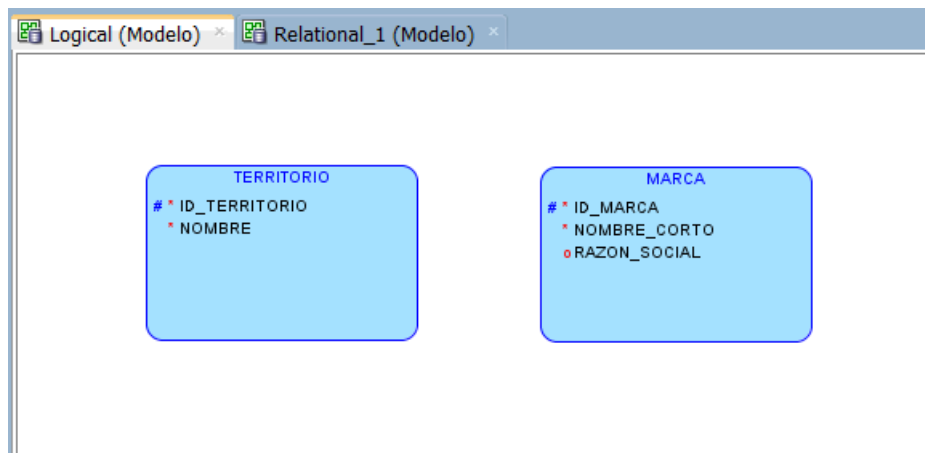 Logical (Modelo) × Relational_1 (Modelo) ×
TERRITORIO
# * ID_TERRITORIO
* NOMBRE
MARCA
# * ID_MARCA
* NOMBRE_CORTO
o RAZON_SOCIAL